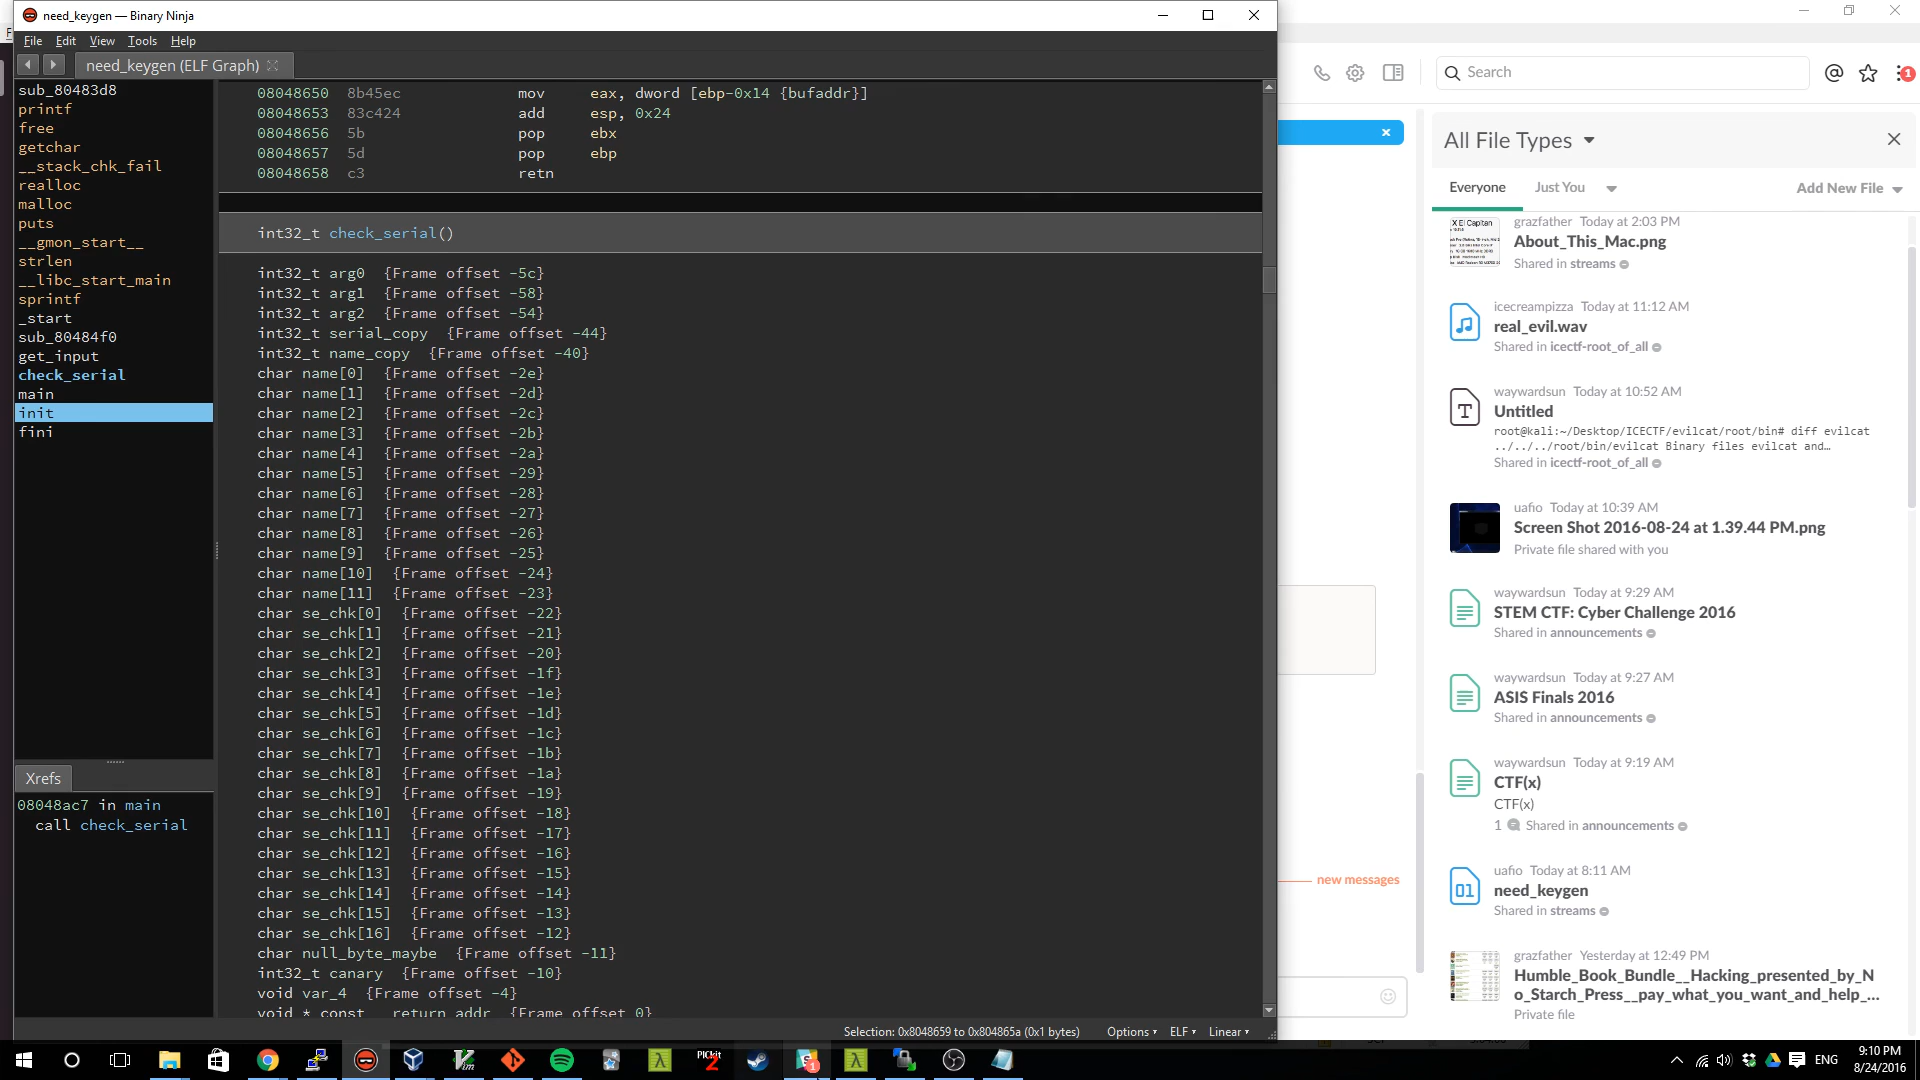 need_keygen — Binary Ninja
File Edit View Tools Help
need_keygen (ELF Graph)
sub_80483d8
printf
free
getchar
__stack_chk_fail
realloc
malloc
puts
__gmon_start__
strlen
__libc_start_main
sprintf
_start
sub_80484f0
get_input
check_serial
main
init
fini
Xrefs
08048ac7 in main
call check_serial
08048650 8b45ec mov eax, dword [ebp-0x14 {bufaddr}]
08048653 83c424 add esp, 0x24
08048656 5b pop ebx
08048657 5d pop ebp
08048658 c3 retn
int32_t check_serial()
int32_t arg0 {Frame offset -5c}
int32_t arg1 {Frame offset -58}
int32_t arg2 {Frame offset -54}
int32_t serial_copy {Frame offset -44}
int32_t name_copy {Frame offset -40}
char name[0] {Frame offset -2e}
char name[1] {Frame offset -2d}
char name[2] {Frame offset -2c}
char name[3] {Frame offset -2b}
char name[4] {Frame offset -2a}
char name[5] {Frame offset -29}
char name[6] {Frame offset -28}
char name[7] {Frame offset -27}
char name[8] {Frame offset -26}
char name[9] {Frame offset -25}
char name[10] {Frame offset -24}
char name[11] {Frame offset -23}
char se_chk[0] {Frame offset -22}
char se_chk[1] {Frame offset -21}
char se_chk[2] {Frame offset -20}
char se_chk[3] {Frame offset -1f}
char se_chk[4] {Frame offset -1e}
char se_chk[5] {Frame offset -1d}
char se_chk[6] {Frame offset -1c}
char se_chk[7] {Frame offset -1b}
char se_chk[8] {Frame offset -1a}
char se_chk[9] {Frame offset -19}
char se_chk[10] {Frame offset -18}
char se_chk[11] {Frame offset -17}
char se_chk[12] {Frame offset -16}
char se_chk[13] {Frame offset -15}
char se_chk[14] {Frame offset -14}
char se_chk[15] {Frame offset -13}
char se_chk[16] {Frame offset -12}
char null_byte_maybe {Frame offset -11}
int32_t canary {Frame offset -10}
void var_4 {Frame offset -4}
void * const __return_addr {Frame offset 0}
Selection: 0x8048659 to 0x804865a (0x1 bytes) Options ELF Linear
Search
1
All File Types
Everyone Just You Add New File
grazfather Today at 2:03 PM
About_This_Mac.png
Shared in streams
X El Capitan
icecreampizza Today at 11:12 AM
real_evil.wav
Shared in icectf-root_of_all
waywardsun Today at 10:52 AM
Untitled
root@kali:~/Desktop/ICECTF/evilcat/root/bin# diff evilcat
../../../root/bin/evilcat Binary files evilcat and…
Shared in icectf-root_of_all
uafio Today at 10:39 AM
Screen Shot 2016-08-24 at 1.39.44 PM.png
Private file shared with you
waywardsun Today at 9:29 AM
STEM CTF: Cyber Challenge 2016
Shared in announcements
waywardsun Today at 9:27 AM
ASIS Finals 2016
Shared in announcements
waywardsun Today at 9:19 AM
CTF(x)
CTF(x)
1 Shared in announcements
new messages
uafio Today at 8:11 AM
need_keygen
Shared in streams
01
grazfather Yesterday at 12:49 PM
Humble_Book_Bundle__Hacking_presented_by_N
o_Starch_Press__pay_what_you_want_and_help_...
Private file
PICkit
2
Vim
1
ENG
9:10 PM
8/24/2016